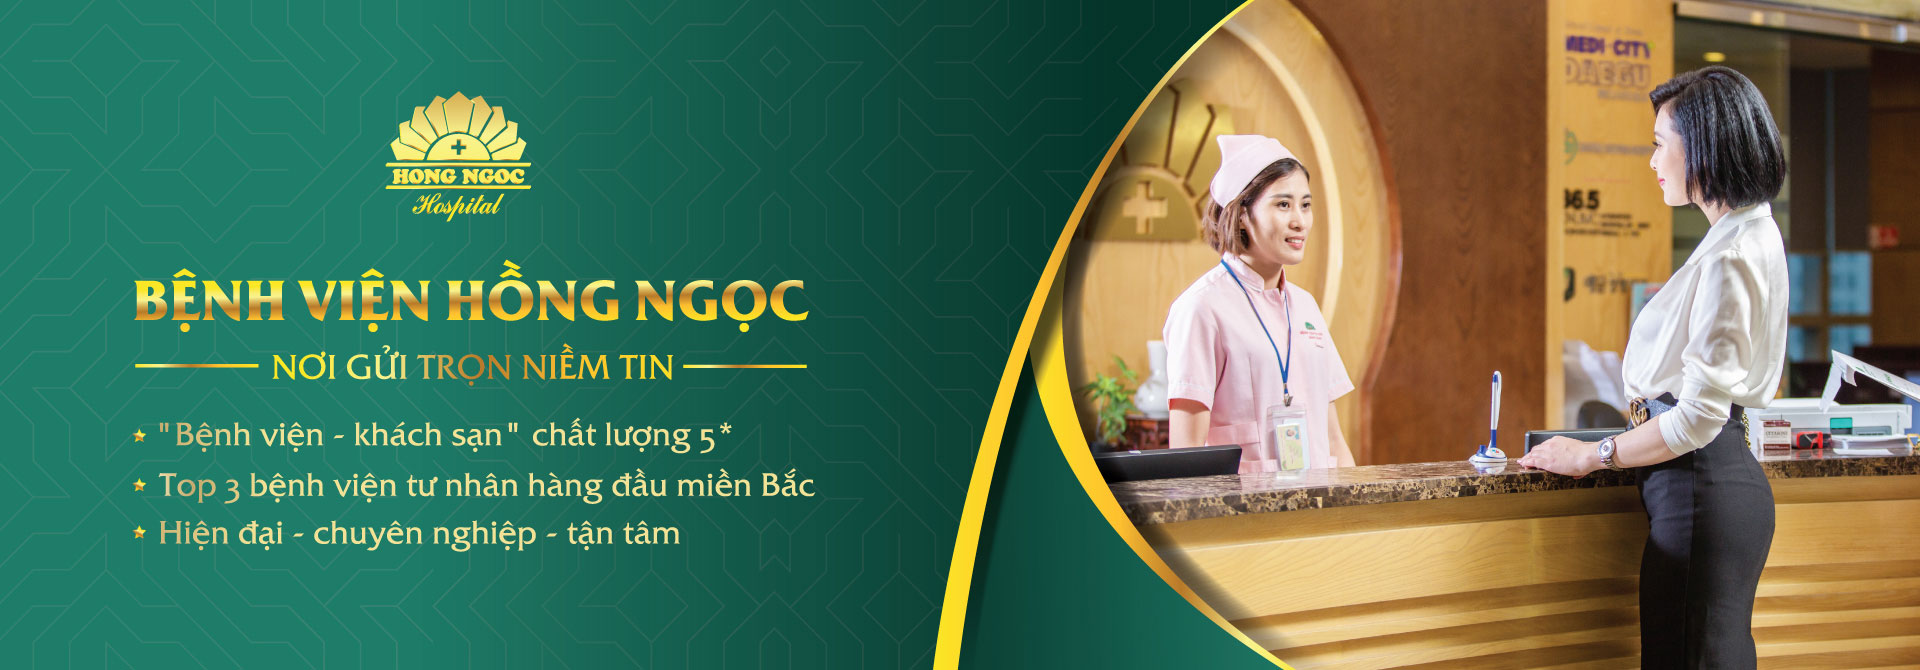 HONG NGOC
Hospital
BỆNH VIỆN HỒNG NGỌC
NƠI GỬI TRỌN NIỀM TIN
"Bệnh viện - khách sạn" chất lượng 5*
Top 3 bệnh viện tư nhân hàng đầu miền Bắc
Hiện đại - chuyên nghiệp - tận tâm
MEDI-CITY
DAEGU
36.5